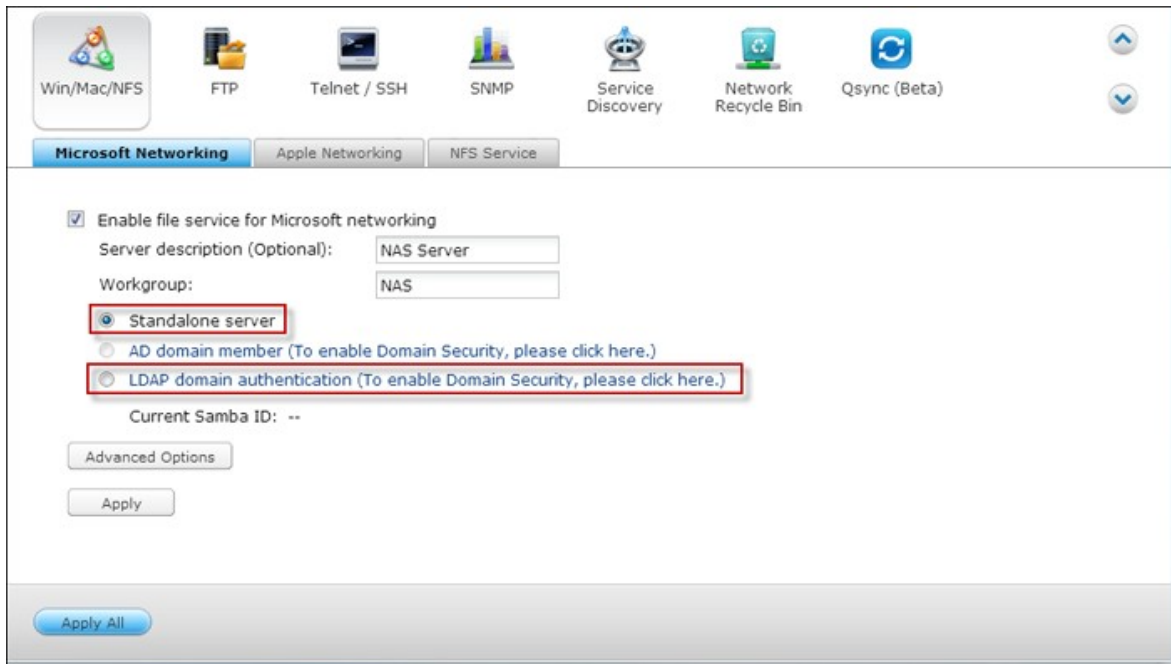 Win/Mac/NFS
FTP
Telnet / SSH
SNMP
Service
Discovery
Network
Recycle Bin
Qsync (Beta)
Microsoft Networking
Apple Networking
NFS Service
Enable file service for Microsoft networking
Server description (Optional): NAS Server
Workgroup: NAS
Standalone server
AD domain member (To enable Domain Security, please click here.)
LDAP domain authentication (To enable Domain Security, please click here.)
Current Samba ID: --
Advanced Options
Apply
Apply All